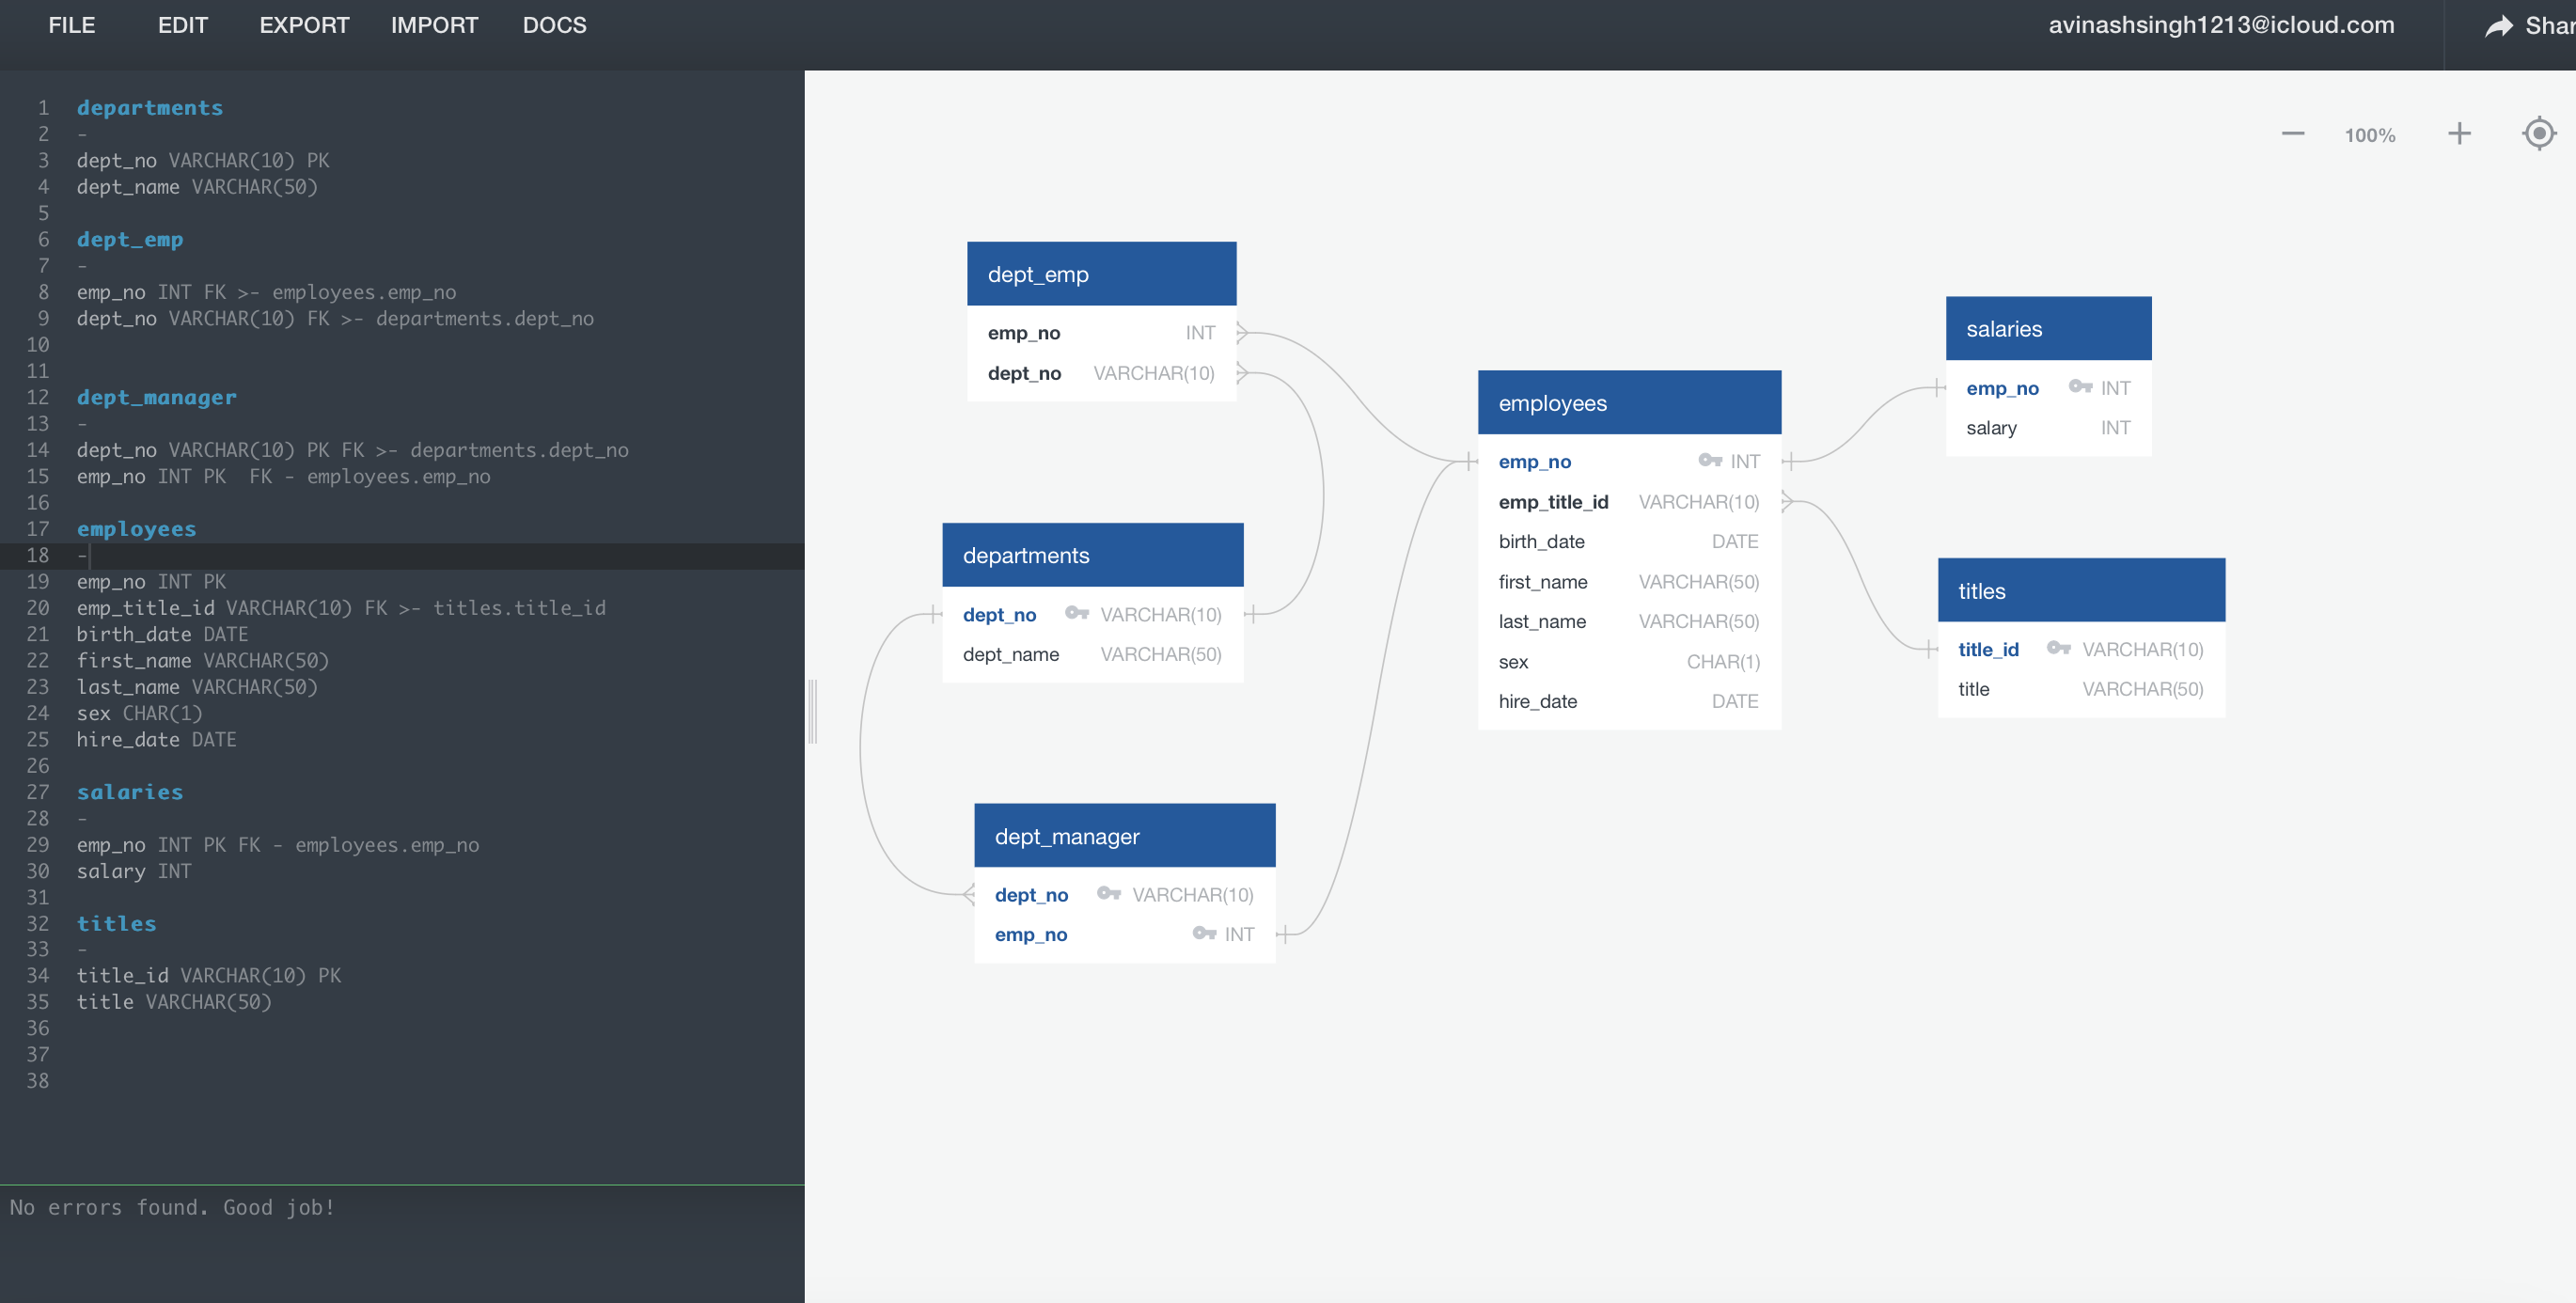 FILE EDIT EXPORT IMPORT DOCS avinashsingh1213@icloud.com
1 departments
2 -
3 dept_no VARCHAR(10) PK
4 dept_name VARCHAR(50)
5
6 dept_emp
7 -
8 emp_no INT FK >- employees.emp_no
9 dept_no VARCHAR(10) FK >- departments.dept_no
10
11
12 dept_manager
13 -
14 dept_no VARCHAR(10) PK FK >- departments.dept_no
15 emp_no INT PK  FK - employees.emp_no
16
17 employees
18 -
19 emp_no INT PK
20 emp_title_id VARCHAR(10) FK >- titles.title_id
21 birth_date DATE
22 first_name VARCHAR(50)
23 last_name VARCHAR(50)
24 sex CHAR(1)
25 hire_date DATE
26
27 salaries
28 -
29 emp_no INT PK FK - employees.emp_no
30 salary INT
31
32 titles
33 -
34 title_id VARCHAR(10) PK
35 title VARCHAR(50)
36
37
38
No errors found. Good job!
100%
dept_emp
emp_no INT
dept_no VARCHAR(10)
departments
dept_no VARCHAR(10)
dept_name VARCHAR(50)
dept_manager
dept_no VARCHAR(10)
emp_no INT
employees
emp_no INT
emp_title_id VARCHAR(10)
birth_date DATE
first_name VARCHAR(50)
last_name VARCHAR(50)
sex CHAR(1)
hire_date DATE
salaries
emp_no INT
salary INT
titles
title_id VARCHAR(10)
title VARCHAR(50)